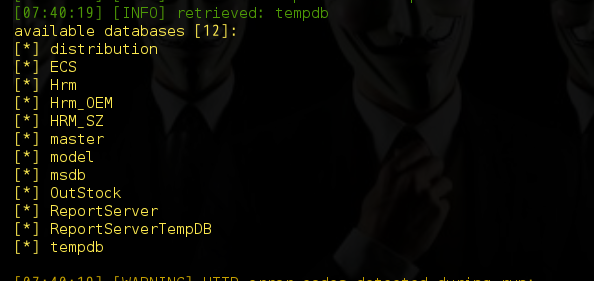 [07:40:19] [INFO] retrieved: tempdb
available databases [12]:
[*] distribution
[*] ECS
[*] Hrm
[*] Hrm_OEM
[*] HRM_SZ
[*] master
[*] model
[*] msdb
[*] OutStock
[*] ReportServer
[*] ReportServerTempDB
[*] tempdb
[07:40:19] [WARNING] HTTP error codes detected during run: